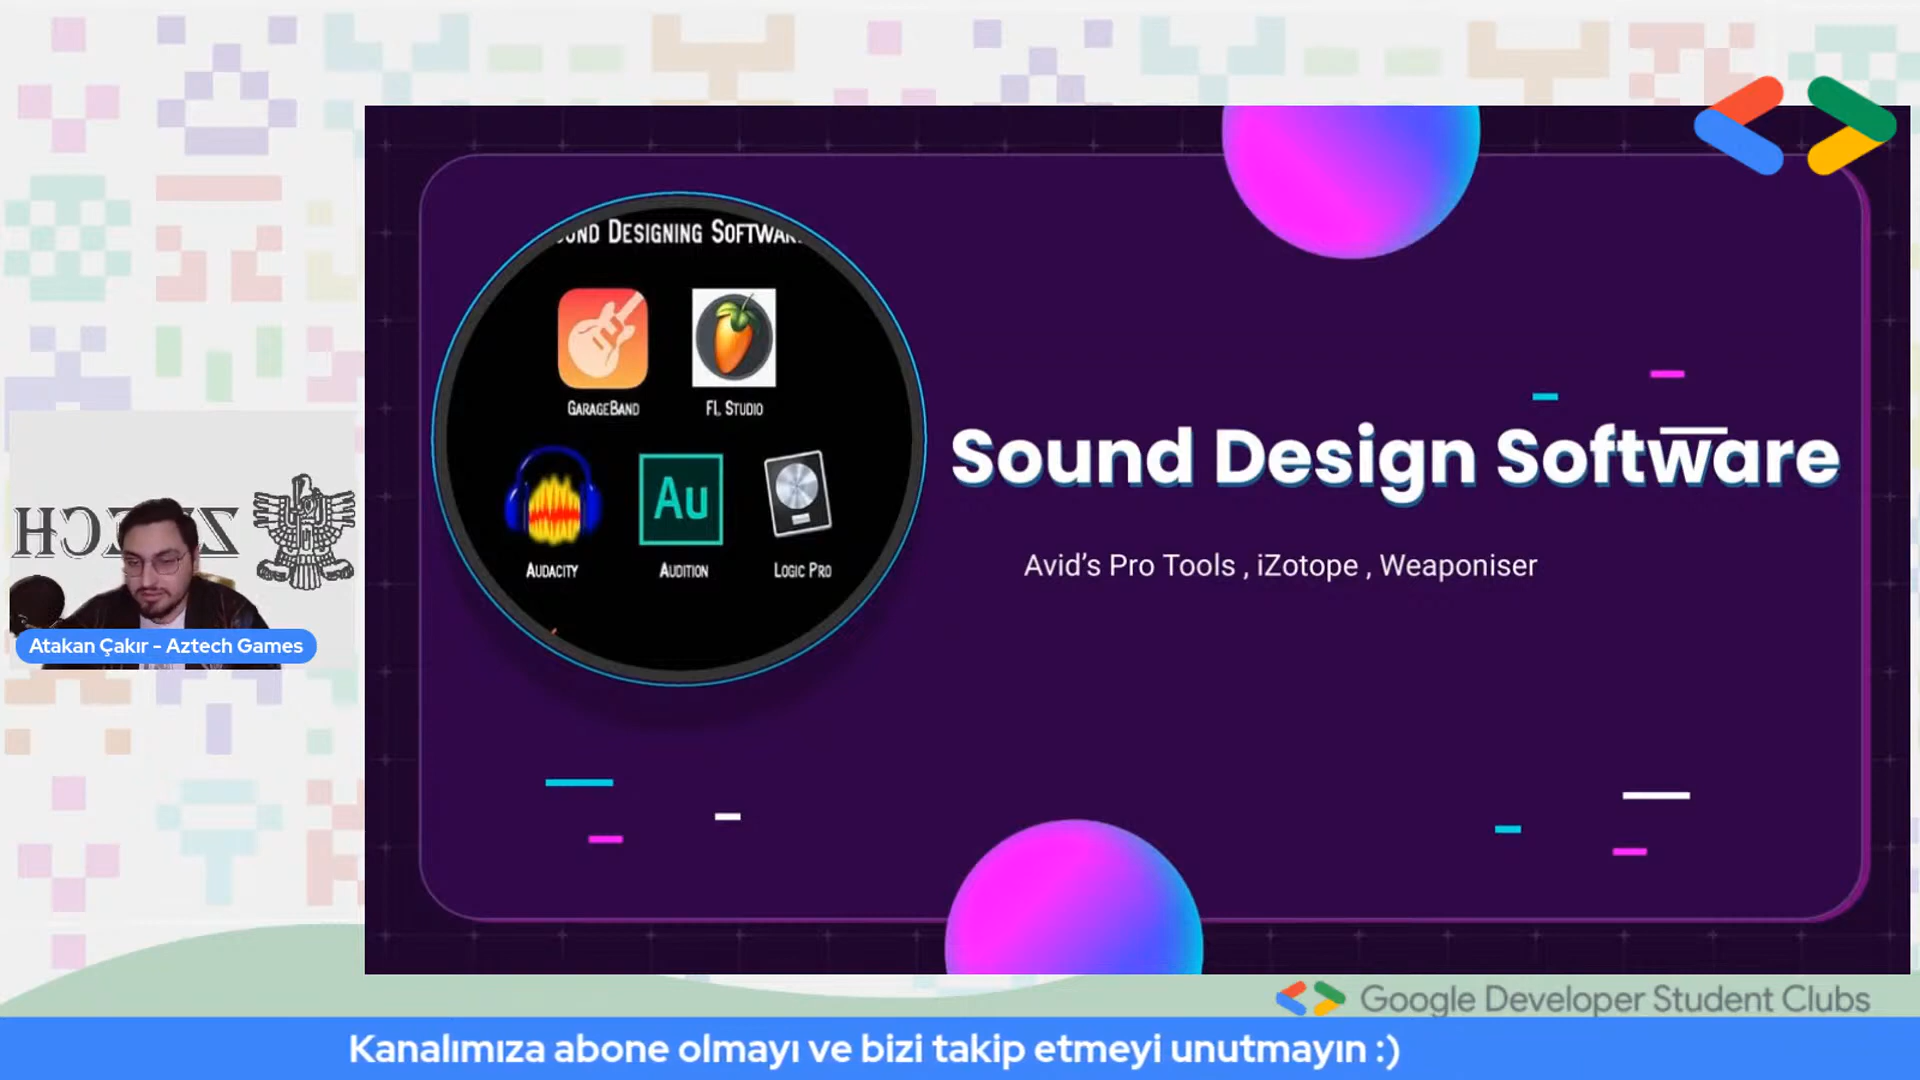 OUND DESIGNING SOFTWAR
GARAGEBAND
FL STUDIO
AUDACITY
Au
AUDITION
LOGIC PRO
Sound Design Software
Avid's Pro Tools , iZotope , Weaponiser
Atakan Çakır - Aztech Games
Google Developer Student Clubs
Kanalımıza abone olmayı ve bizi takip etmeyi unutmayın :)